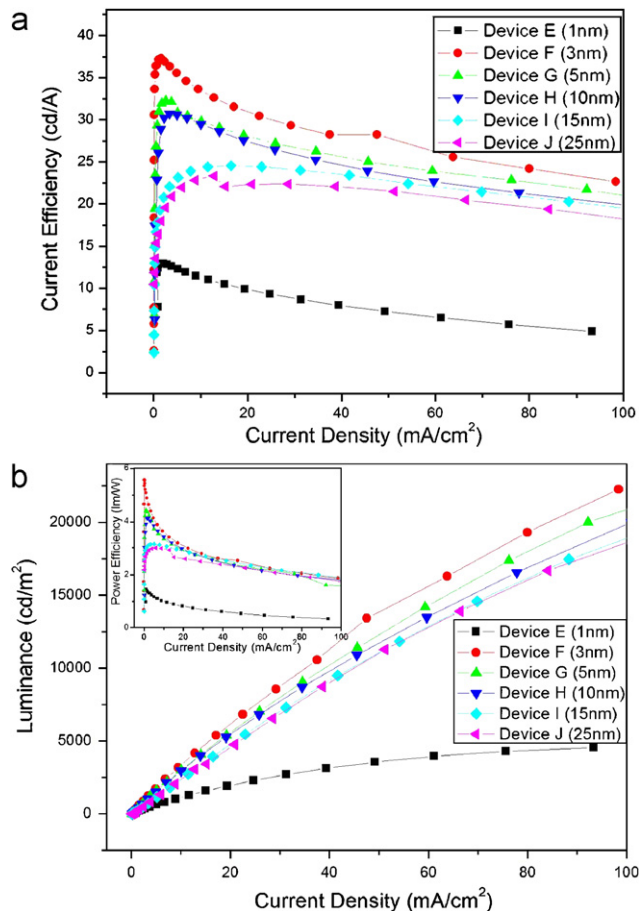 a
Current Efficiency (cd/A)
40
35
30
25
20
15
10
5
0
Device E (1nm)
Device F (3nm)
Device G (5nm)
Device H (10nm)
Device I (15nm)
Device J (25nm)
0
20
40
60
80
100
Current Density (mA/cm²)
b
Luminance (cd/m²)
20000
15000
10000
5000
0
Power Efficiency (lm/W)
6
4
2
0
0
20
40
60
80
100
Current Density (mA/cm²)
Device E (1nm)
Device F (3nm)
Device G (5nm)
Device H (10nm)
Device I (15nm)
Device J (25nm)
0
20
40
60
80
100
Current Density (mA/cm²)